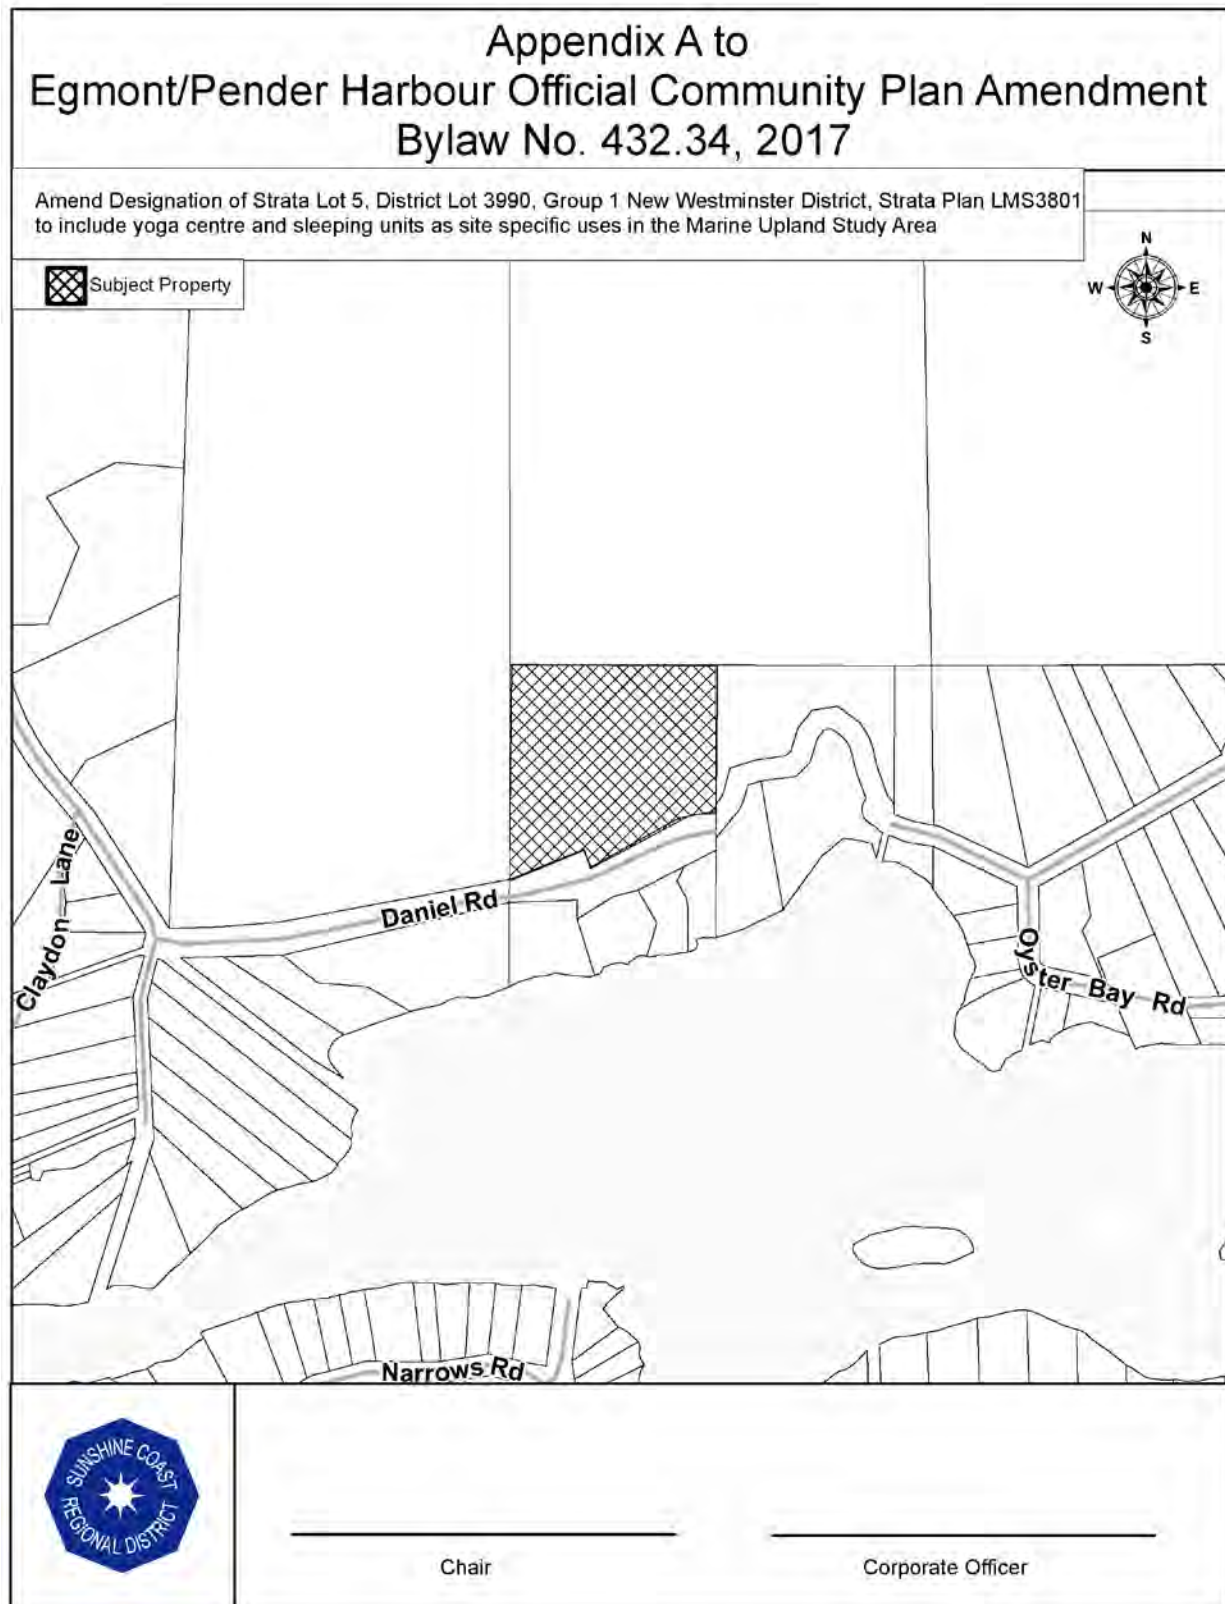 Appendix A to
Egmont/Pender Harbour Official Community Plan Amendment
Bylaw No. 432.34, 2017
Amend Designation of Strata Lot 5, District Lot 3990, Group 1 New Westminster District, Strata Plan LMS3801
to include yoga centre and sleeping units as site specific uses in the Marine Upland Study Area
Subject Property
N
W E
S
Claydon Lane
Daniel Rd
Oyster Bay Rd
Narrows Rd
SUNSHINE COAST
REGIONAL DISTRICT
Chair
Corporate Officer